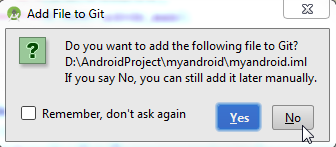 Add File to Git
Do you want to add the following file to Git?
D:\AndroidProject\myandroid\myandroid.iml
If you say No, you can still add it later manually.
Remember, don't ask again
Yes
No